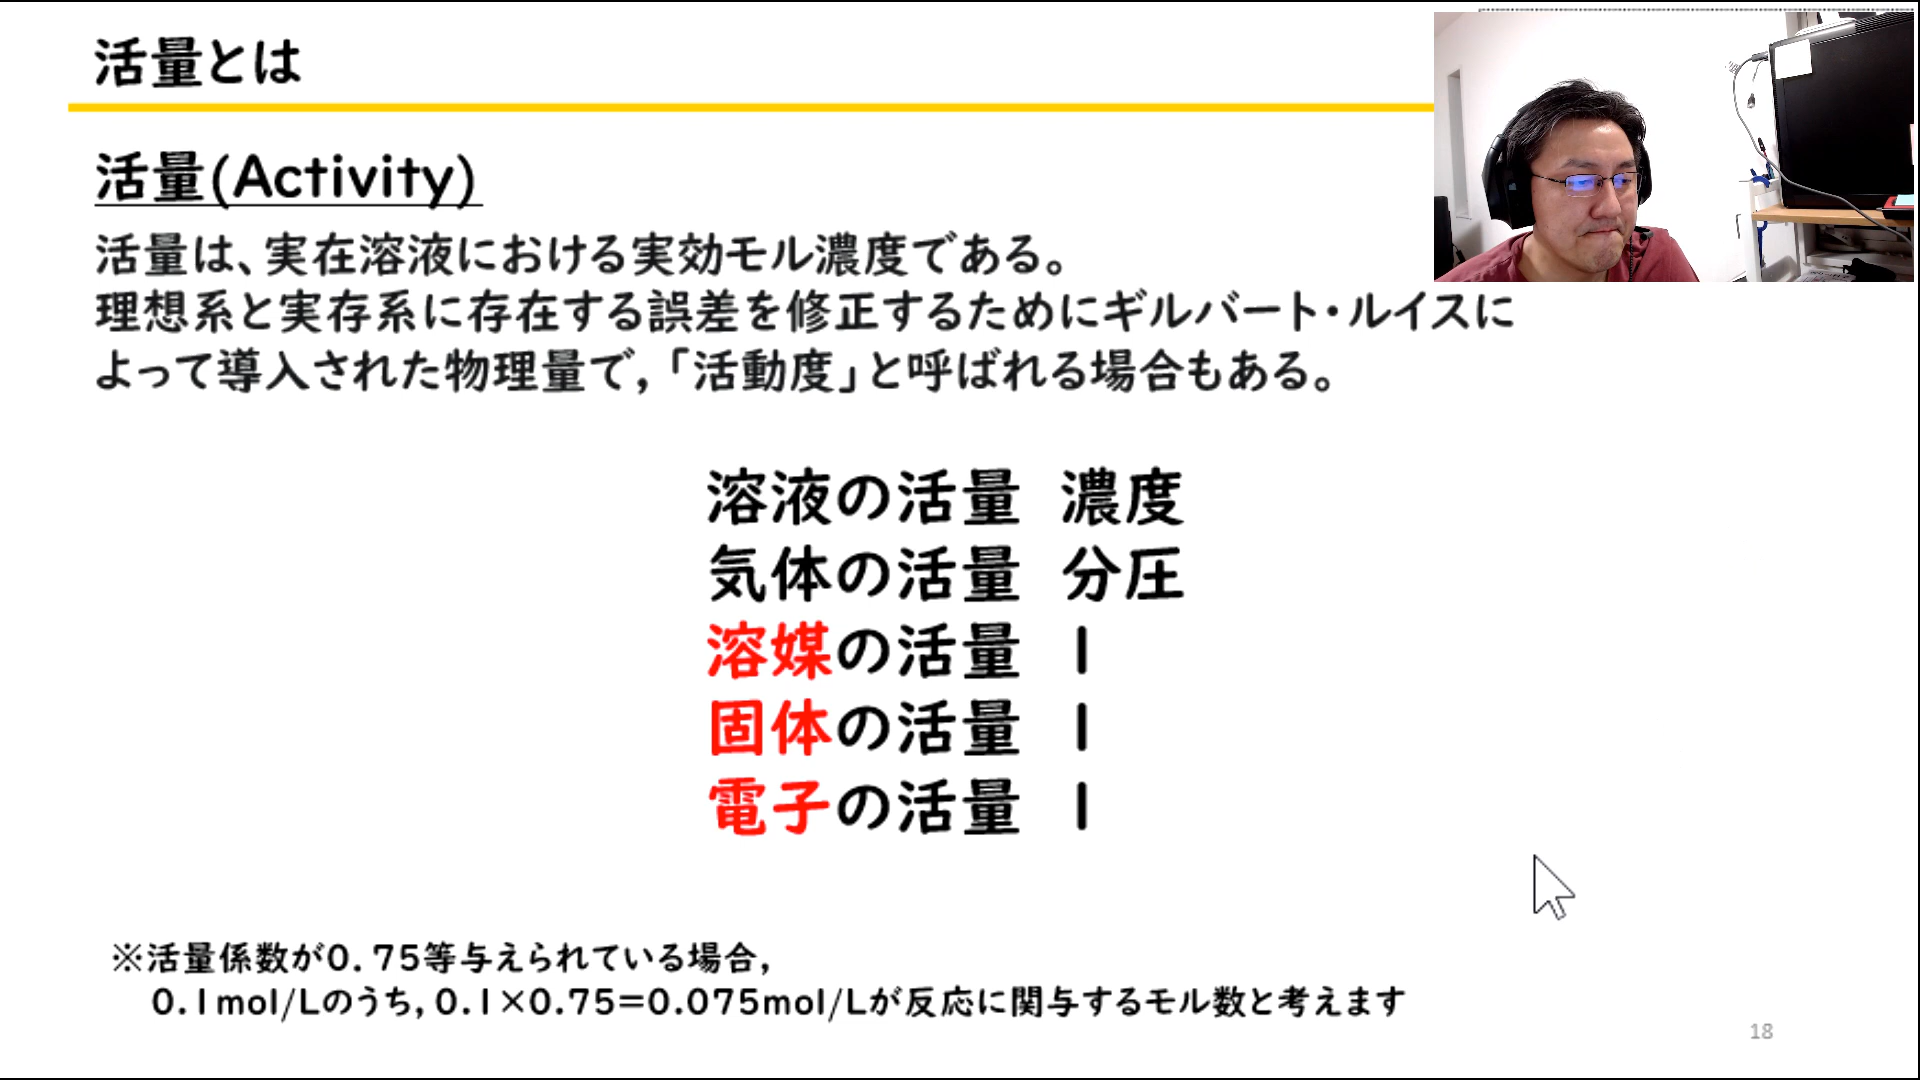 活量とは
活量(Activity)
活量は、実在溶液における実効モル濃度である。
理想系と実存系に存在する誤差を修正するためにギルバート・ルイスに
よって導入された物理量で,「活動度」と呼ばれる場合もある。
溶液の活量 濃度
気体の活量 分圧
溶媒の活量 1
固体の活量 1
電子の活量 1
※活量係数が0.75等与えられている場合,
0.1mol/Lのうち,0.1×0.75=0.075mol/Lが反応に関与するモル数と考えます
18